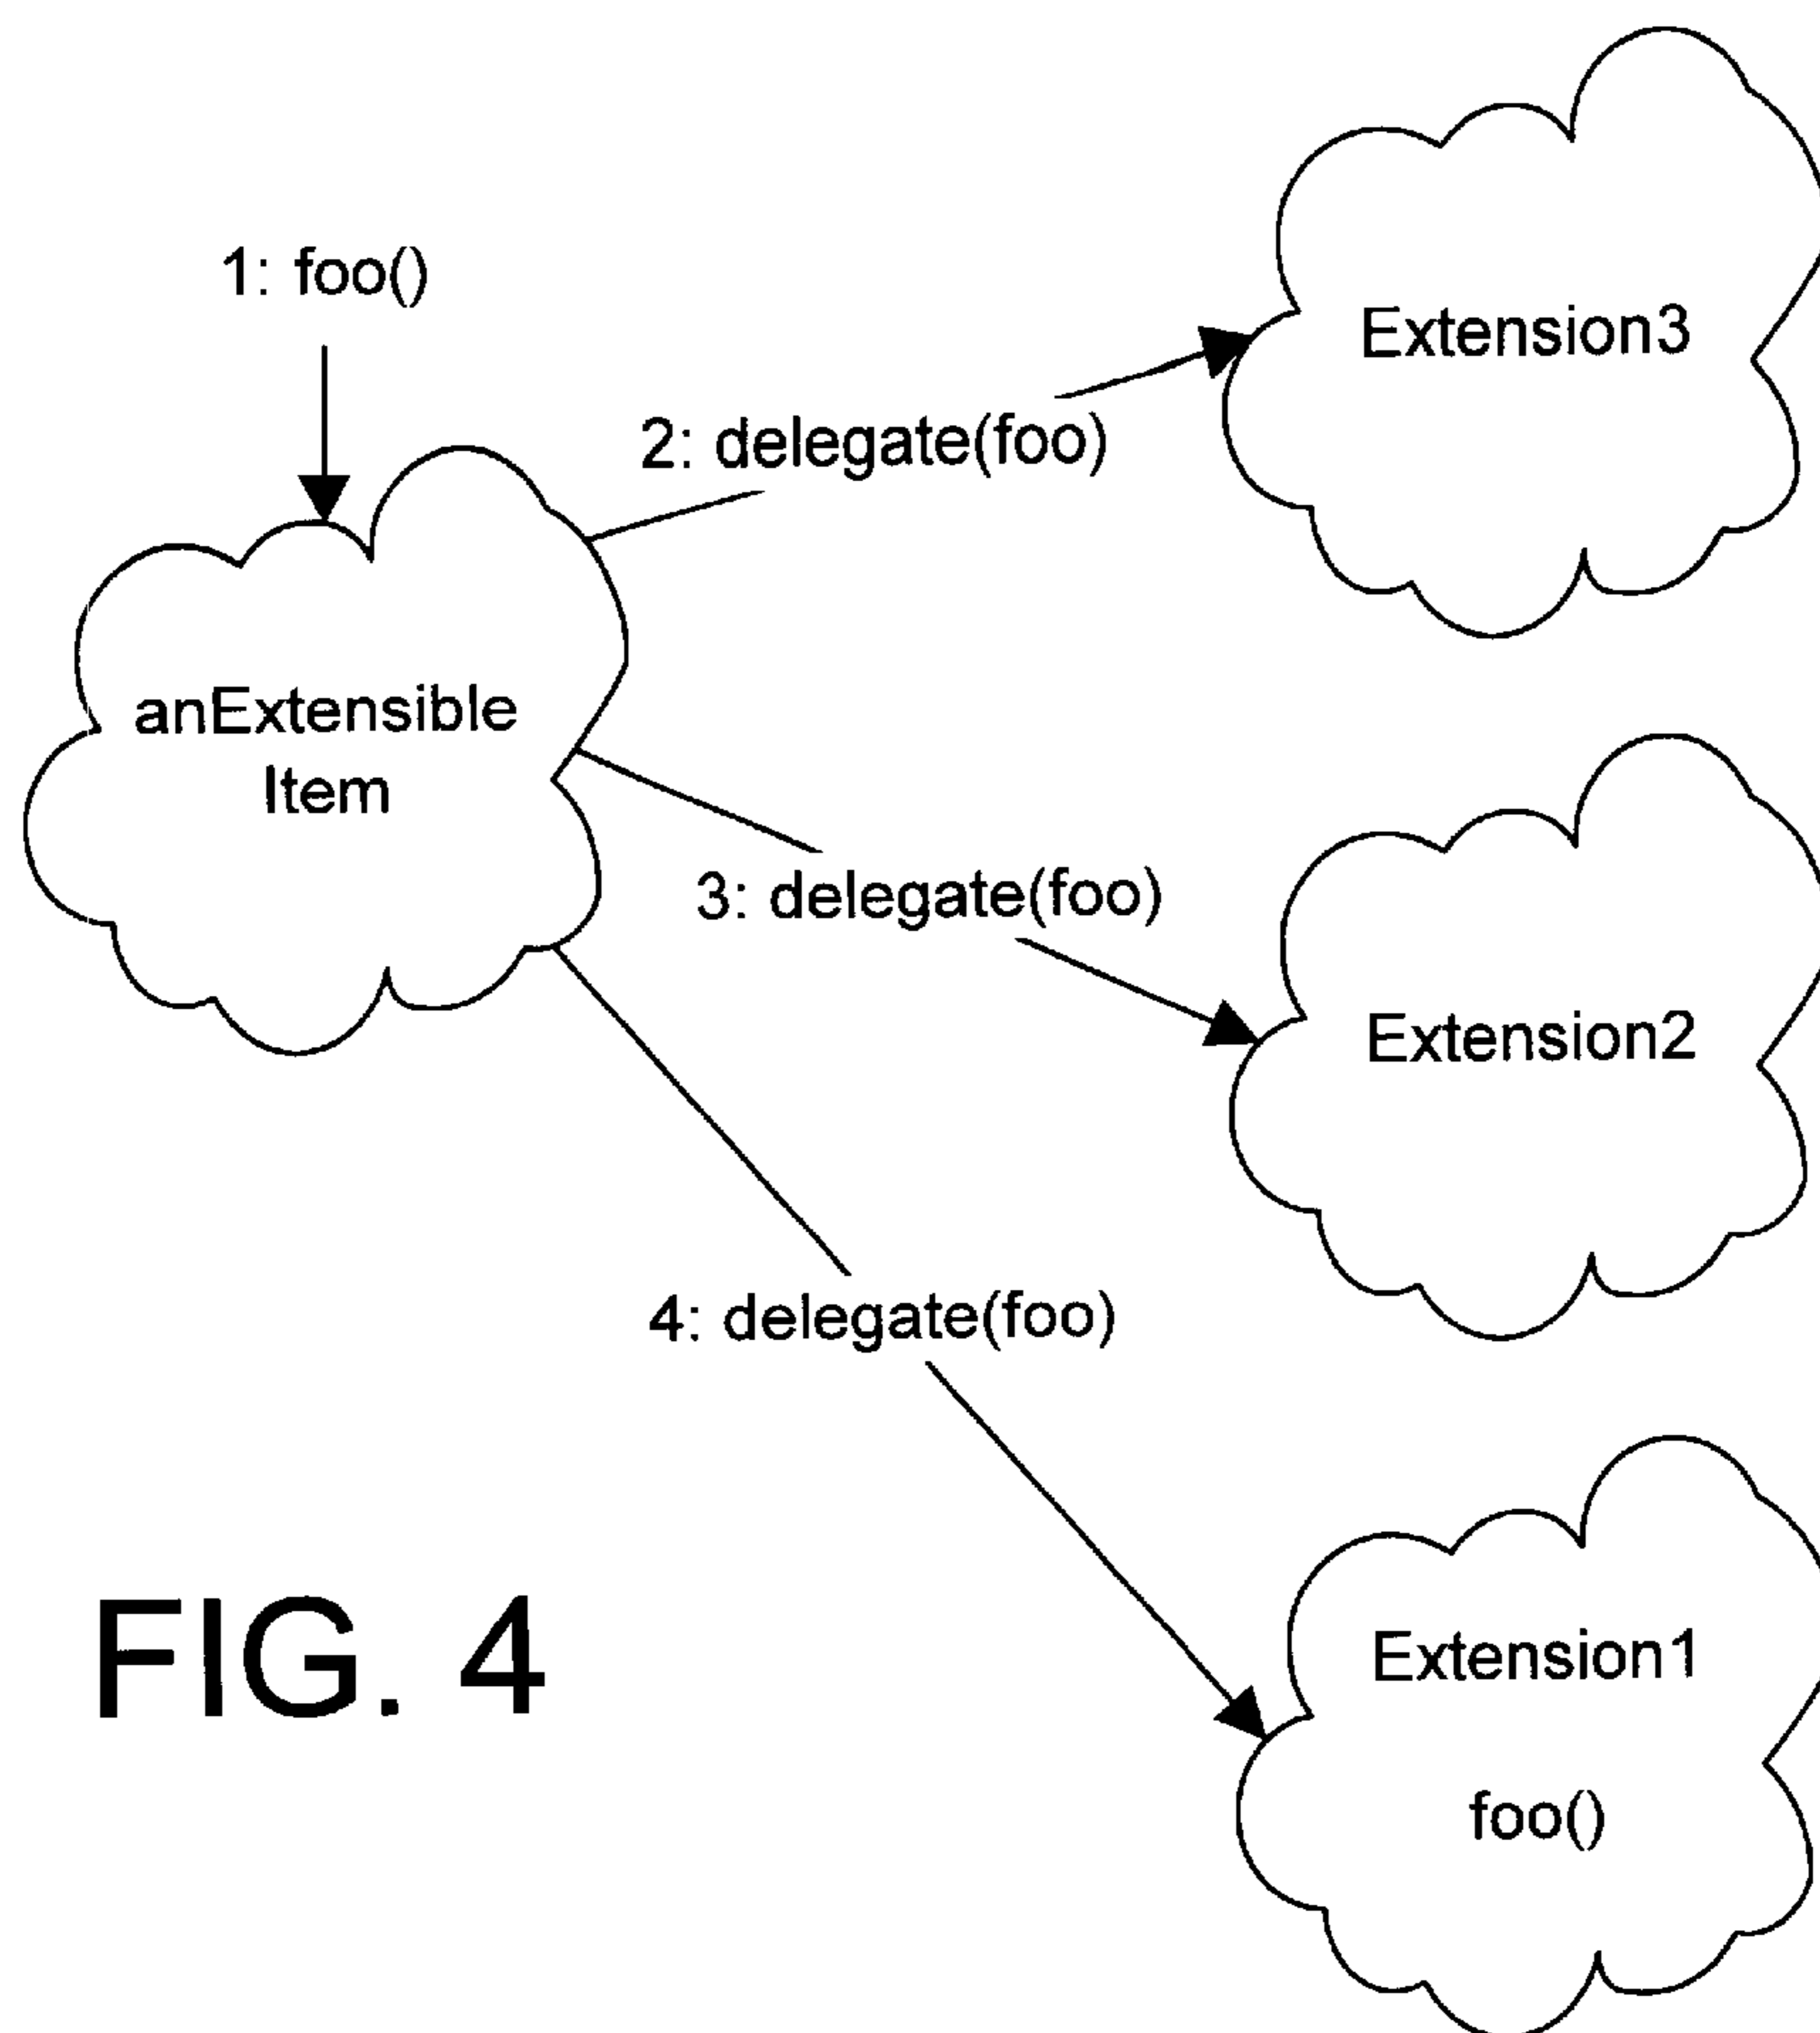 1: foo()
Extension3
2: delegate(foo)
anExtensible
Item
3: delegate(foo)
Extension2
4: delegate(foo)
Extension1
foo()
FIG. 4